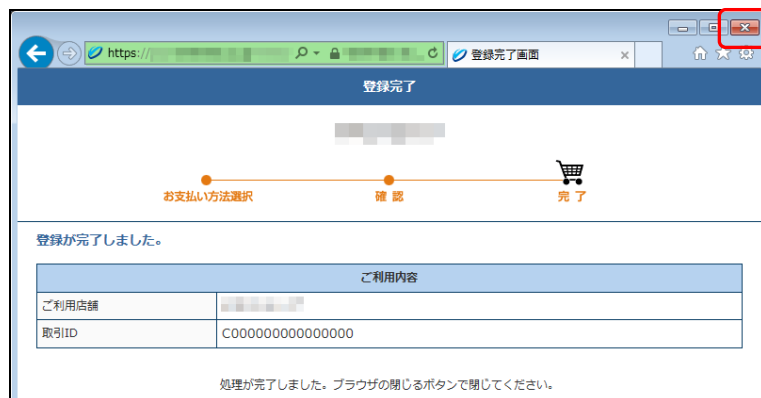 https://
登録完了画面
登録完了
お支払い方法選択
確 認
完 了
登録が完了しました。
ご利用内容
ご利用店舗
取引ID C000000000000000
処理が完了しました。ブラウザの閉じるボタンで閉じてください。